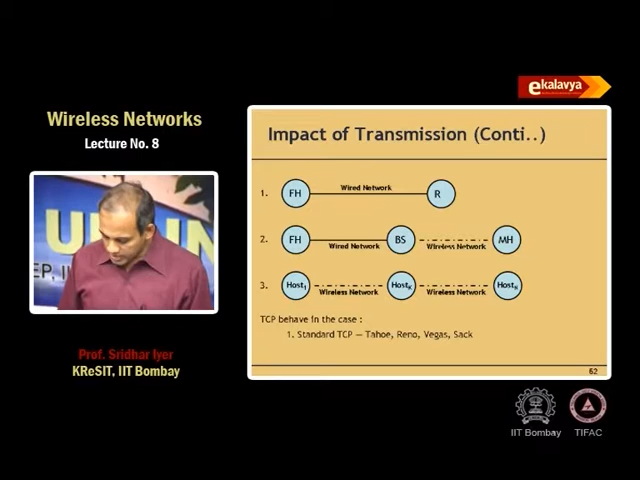 ekalavya
Wireless Networks
Lecture No. 8
Impact of Transmission (Conti..)
1. FH Wired Network R
2. FH Wired Network BS Wireless Network MH
3. Host1 Wireless Network HostK Wireless Network HostN
TCP behave in the case :
1. Standard TCP — Tahoe, Reno, Vegas, Sack
62
Prof. Sridhar Iyer
KReSIT, IIT Bombay
IIT Bombay TIFAC